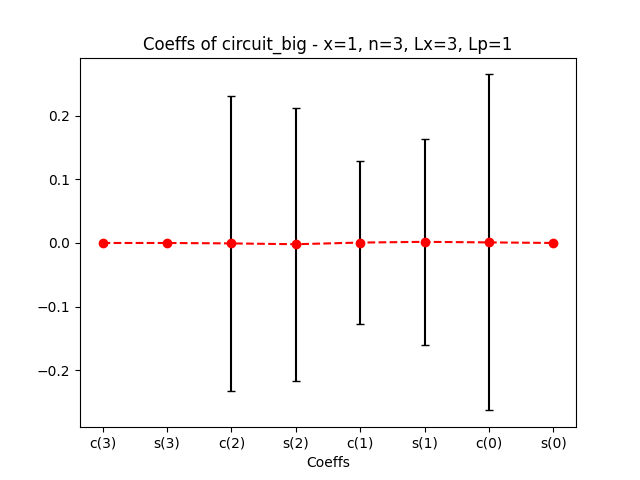 Coeffs of circuit_big - x=1, n=3, Lx=3, Lp=1
0.2
0.1
0.0
−0.1
−0.2
c(3) s(3) c(2) s(2) c(1) s(1) c(0) s(0)
Coeffs